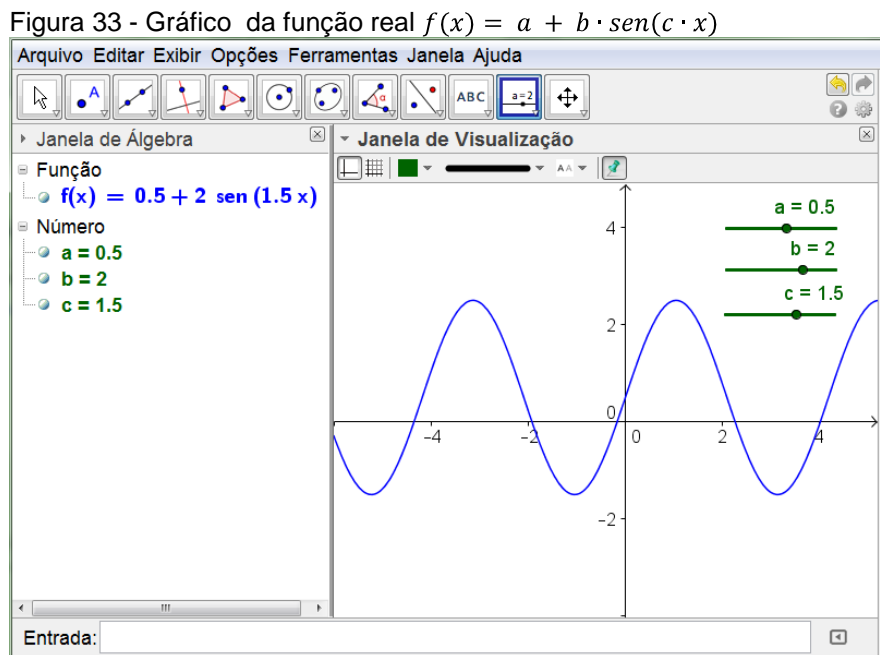 Figura 33 - Gráfico da função real f(x) = a + b · sen(c · x)
Arquivo Editar Exibir Opções Ferramentas Janela Ajuda
A
α
ABC
a=2
Janela de Álgebra
Função
f(x) = 0.5 + 2 sen (1.5 x)
Número
a = 0.5
b = 2
c = 1.5
Janela de Visualização
AA
a = 0.5
b = 2
c = 1.5
4
2
0
-2
-4
-2
0
2
4
Entrada: